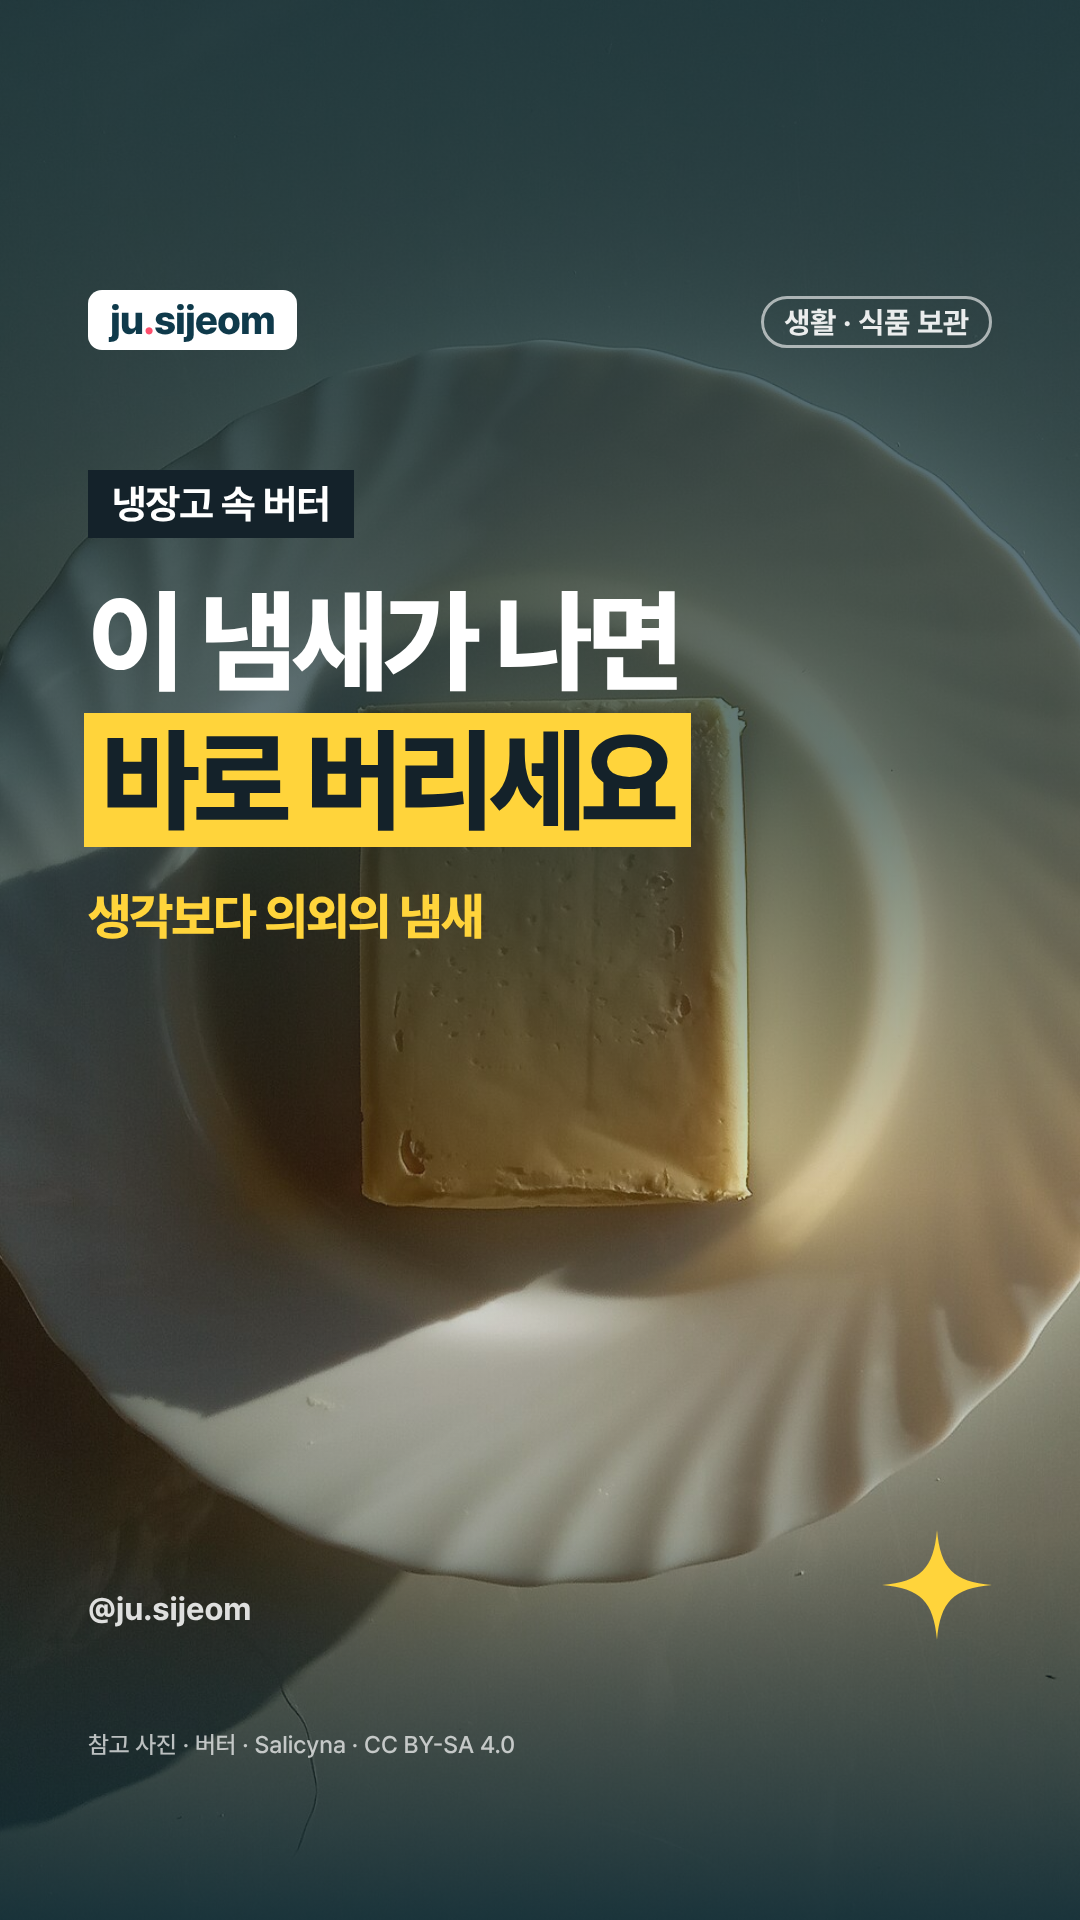 ju.sijeom
생활 · 식품 보관
냉장고 속 버터
이 냄새가 나면
바로 버리세요
생각보다 의외의 냄새
@ju.sijeom
참고 사진 · 버터 · Salicyna · CC BY-SA 4.0